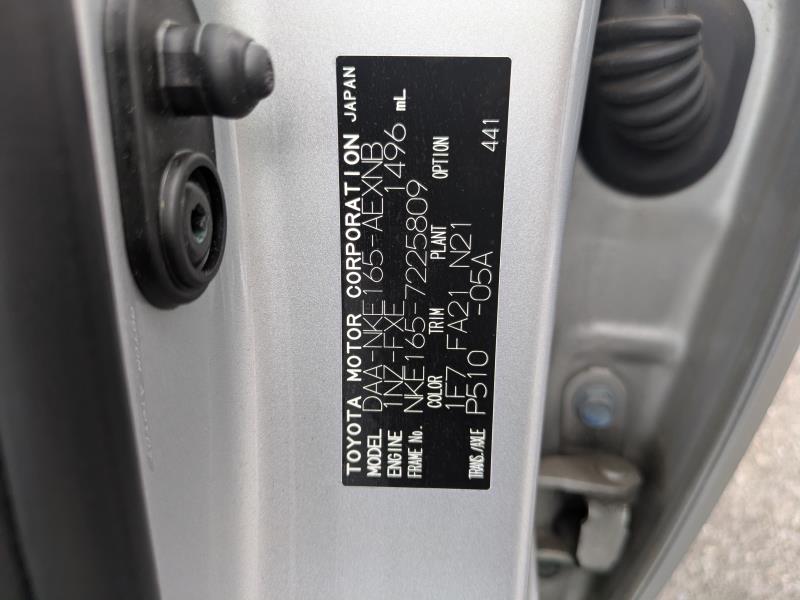 TOYOTA MOTOR CORPORATION JAPAN
MODEL DAA-NKE165-AEXNB
ENGINE 1NZ-FXE 1496 mL
FRAME No. NKE165-7225809
COLOR TRIM PLANT OPTION
1F7 FA21 N21
TRANS./AXLE P510 -05A 441